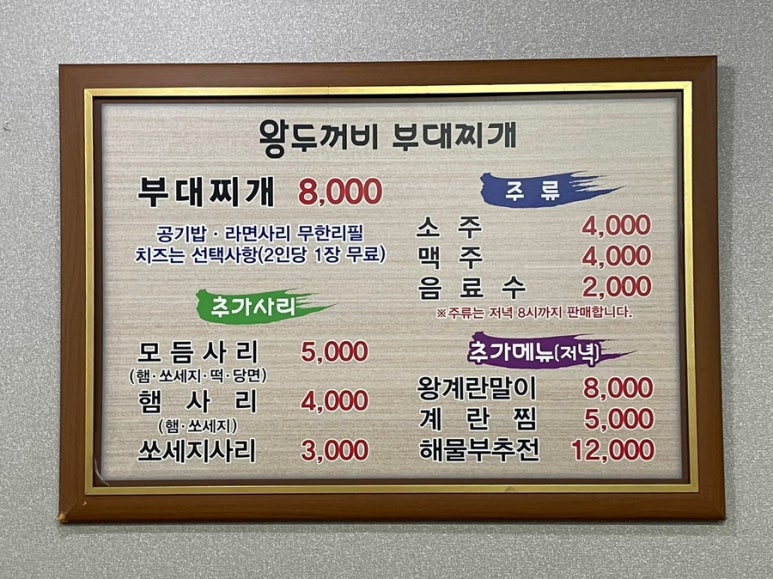 왕두꺼비 부대찌개
부대찌개 8,000
공기밥 · 라면사리 무한리필
치즈는 선택사항(2인당 1장 무료)
추가사리
모듬사리 5,000
(햄·쏘세지·떡·당면)
햄 사리 4,000
(햄·쏘세지)
쏘세지사리 3,000
주 류
소 주 4,000
맥 주 4,000
음 료 수 2,000
※주류는 저녁 8시까지 판매합니다.
추가메뉴(저녁)
왕계란말이 8,000
계 란 찜 5,000
해물부추전 12,000